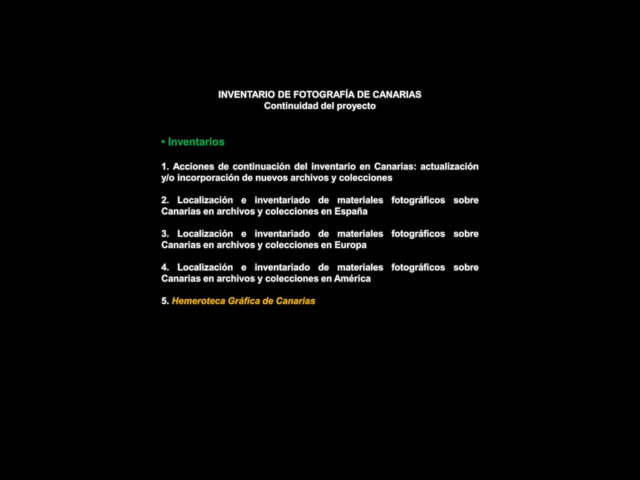 INVENTARIO DE FOTOGRAFÍA DE CANARIAS
Continuidad del proyecto
• Inventarios
1. Acciones de continuación del inventario en Canarias: actualización
y/o incorporación de nuevos archivos y colecciones
2. Localización e inventariado de materiales fotográficos sobre
Canarias en archivos y colecciones en España
3. Localización e inventariado de materiales fotográficos sobre
Canarias en archivos y colecciones en Europa
4. Localización e inventariado de materiales fotográficos sobre
Canarias en archivos y colecciones en América
5. Hemeroteca Gráfica de Canarias